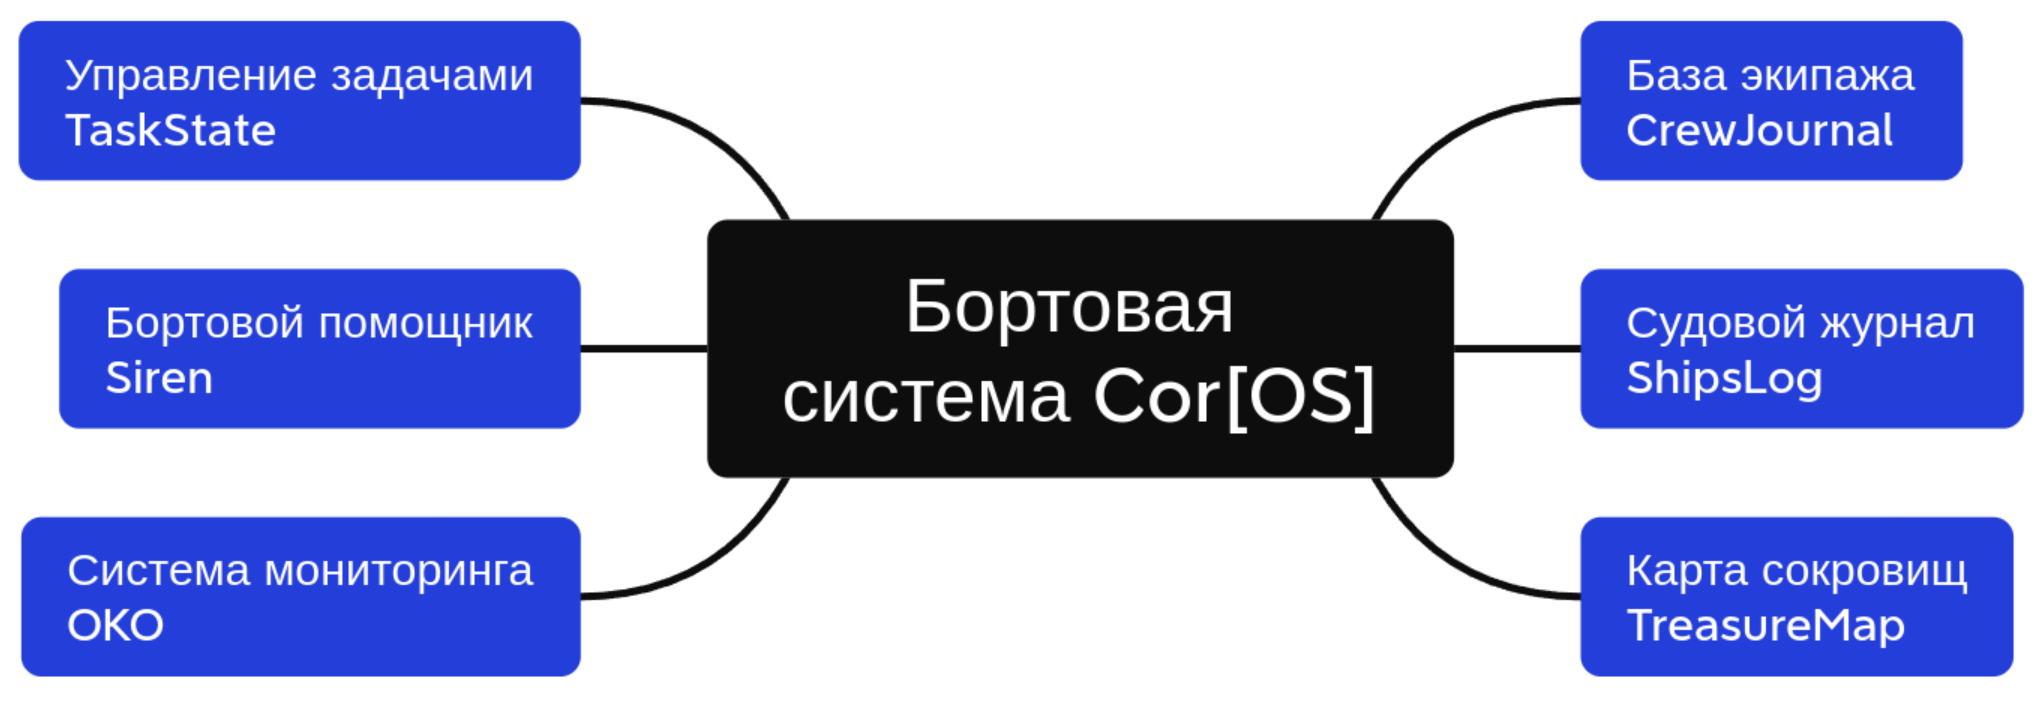 Управление задачами
TaskState
Бортовой помощник
Siren
Система мониторинга
ОКО
Бортовая
система Cor[OS]
База экипажа
CrewJournal
Судовой журнал
ShipsLog
Карта сокровищ
TreasureMap